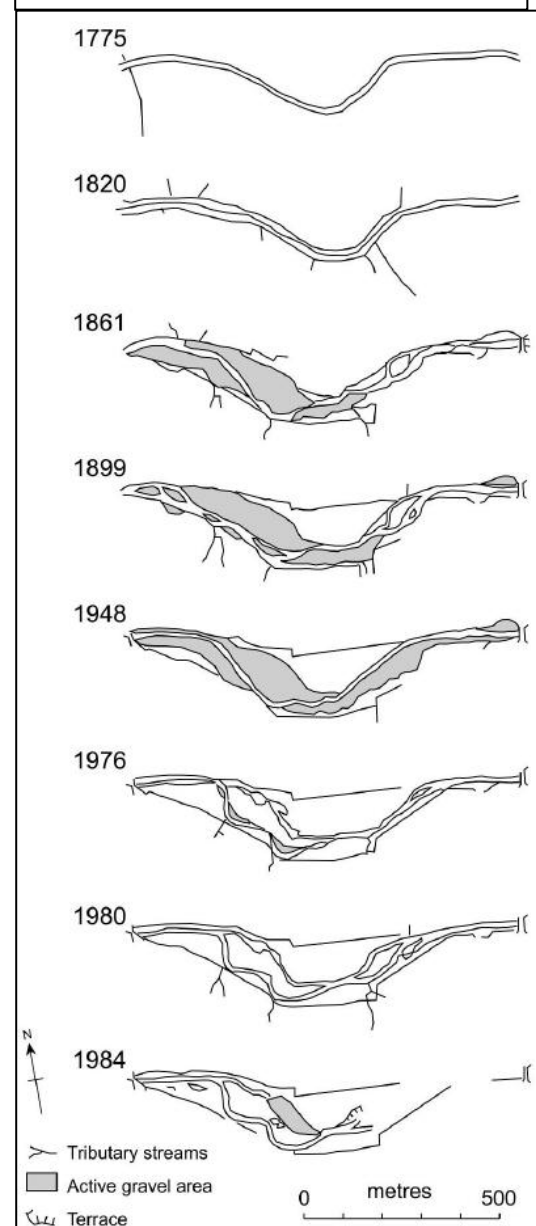 1775
1820
1861
1899
1948
1976
1980
1984
z
Tributary streams
Active gravel area
Terrace
0 metres 500